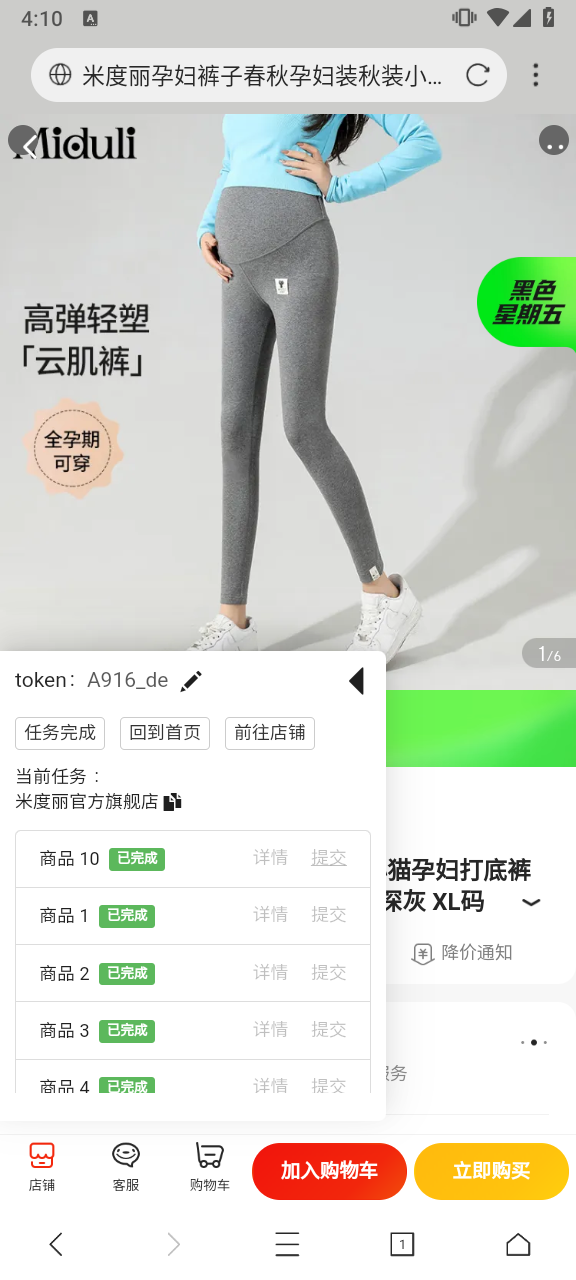 4:10
A
米度丽孕妇裤子春秋孕妇装秋装小...
Miduli
黑色
星期五
高弹轻塑
「云肌裤」
全孕期
可穿
1/6
token: A916_de
任务完成 回到首页 前往店铺
当前任务：
米度丽官方旗舰店
商品 10 已完成 详情 提交
商品 1 已完成 详情 提交
商品 2 已完成 详情 提交
商品 3 已完成 详情 提交
商品 4 已完成 详情 提交
猫孕妇打底裤
深灰 XL码
降价通知
服务
店铺 客服 购物车 加入购物车 立即购买
1